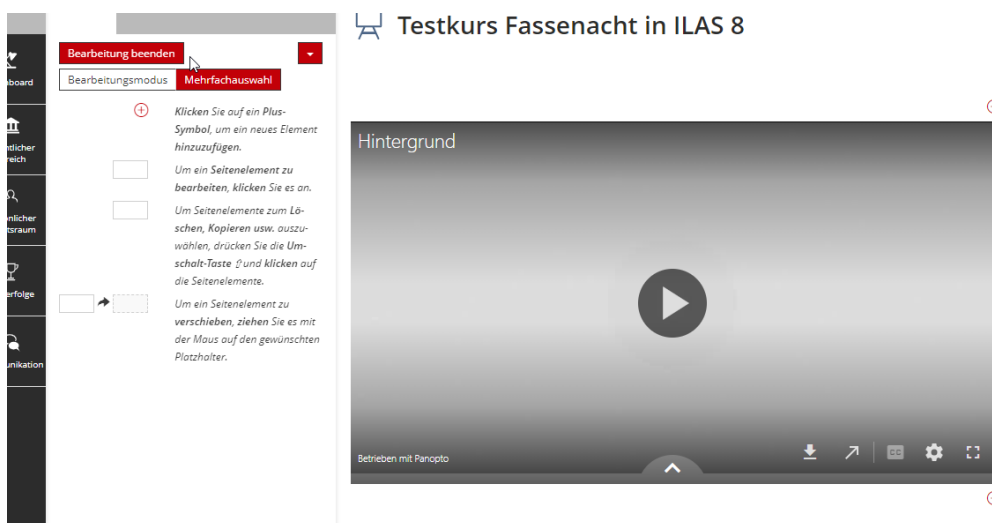 Testkurs Fassenacht in ILAS 8
Bearbeitung beenden
Bearbeitungsmodus Mehrfachauswahl
Klicken Sie auf ein Plus-
Symbol, um ein neues Element
hinzuzufügen.
Um ein Seitenelement zu
bearbeiten, klicken Sie es an.
Um Seitenelemente zum Lö-
schen, Kopieren usw. auszu-
wählen, drücken Sie die Um-
schalt-Taste ⇧und klicken auf
die Seitenelemente.
Um ein Seitenelement zu
verschieben, ziehen Sie es mit
der Maus auf den gewünschten
Platzhalter.
Hintergrund
Betrieben mit Panopto
CC